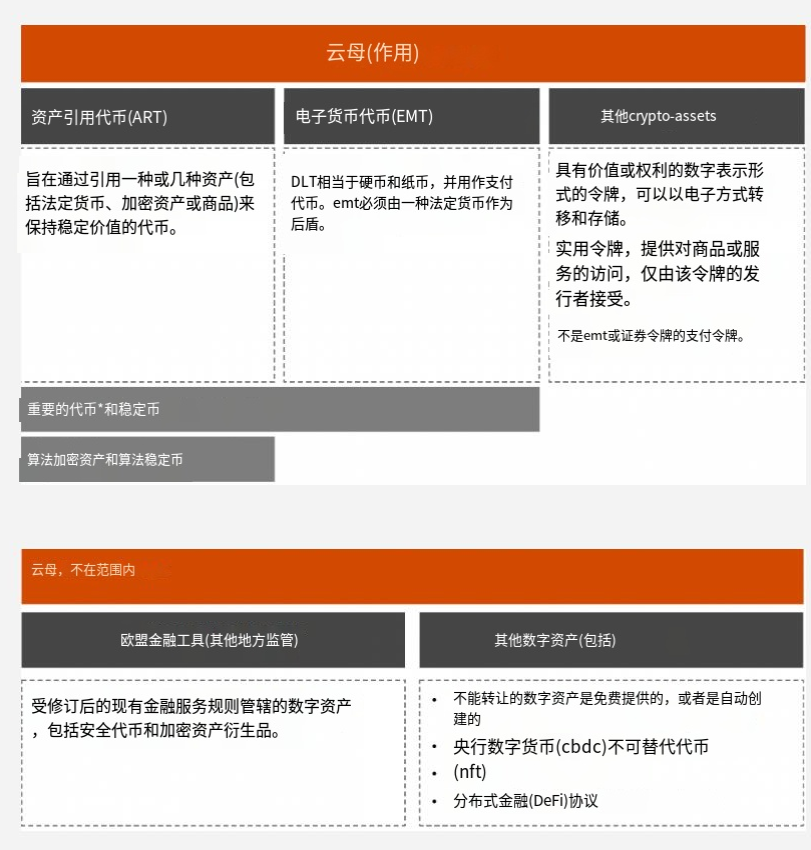 云母(作用)
资产引用代币(ART)
电子货币代币(EMT)
其他crypto-assets
旨在通过引用一种或几种资产(包
括法定货币、加密资产或商品)来
保持稳定价值的代币。
DLT相当于硬币和纸币，并用作支付
代币。emt必须由一种法定货币作为
后盾。
具有价值或权利的数字表示形
式的令牌，可以以电子方式转
移和存储。
实用令牌，提供对商品或服
务的访问，仅由该令牌的发
行者接受。
不是emt或证券令牌的支付令牌。
重要的代币*和稳定币
算法加密资产和算法稳定币
云母，不在范围内
欧盟金融工具(其他地方监管)
其他数字资产(包括)
受修订后的现有金融服务规则管辖的数字资产
，包括安全代币和加密资产衍生品。
• 不能转让的数字资产是免费提供的，或者是自动创
建的
• 央行数字货币(cbdc)不可替代代币
• (nft)
• 分布式金融(DeFi)协议